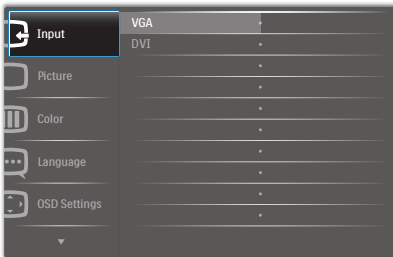 Input
VGA
DVI
Picture
Color
Language
OSD Settings